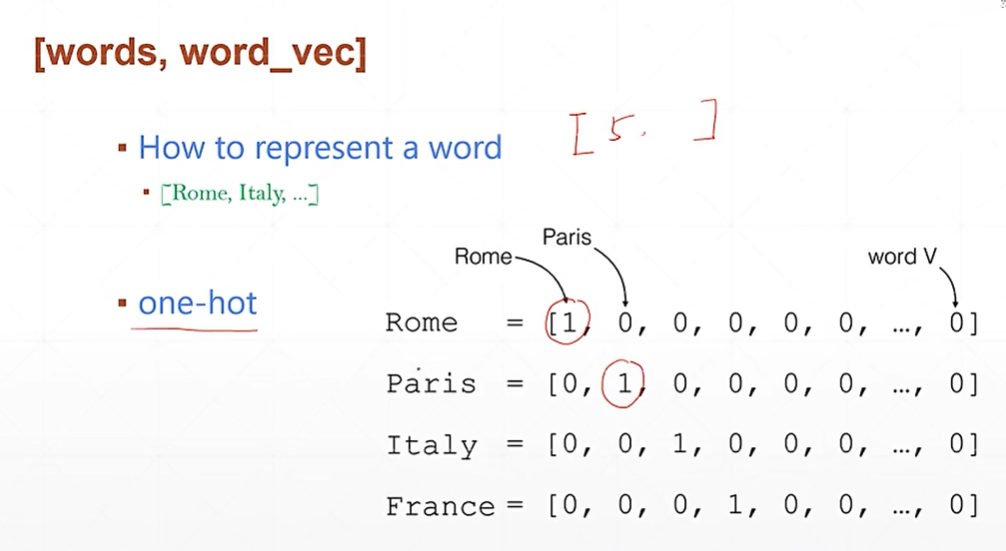 [words, word_vec]
[ 5. ]
▪ How to represent a word
▪ [Rome, Italy, ...]
Paris
Rome
word V
▪ one-hot
Rome = [1, 0, 0, 0, 0, 0, …, 0]
Paris = [0, 1, 0, 0, 0, 0, …, 0]
Italy = [0, 0, 1, 0, 0, 0, …, 0]
France = [0, 0, 0, 1, 0, 0, …, 0]